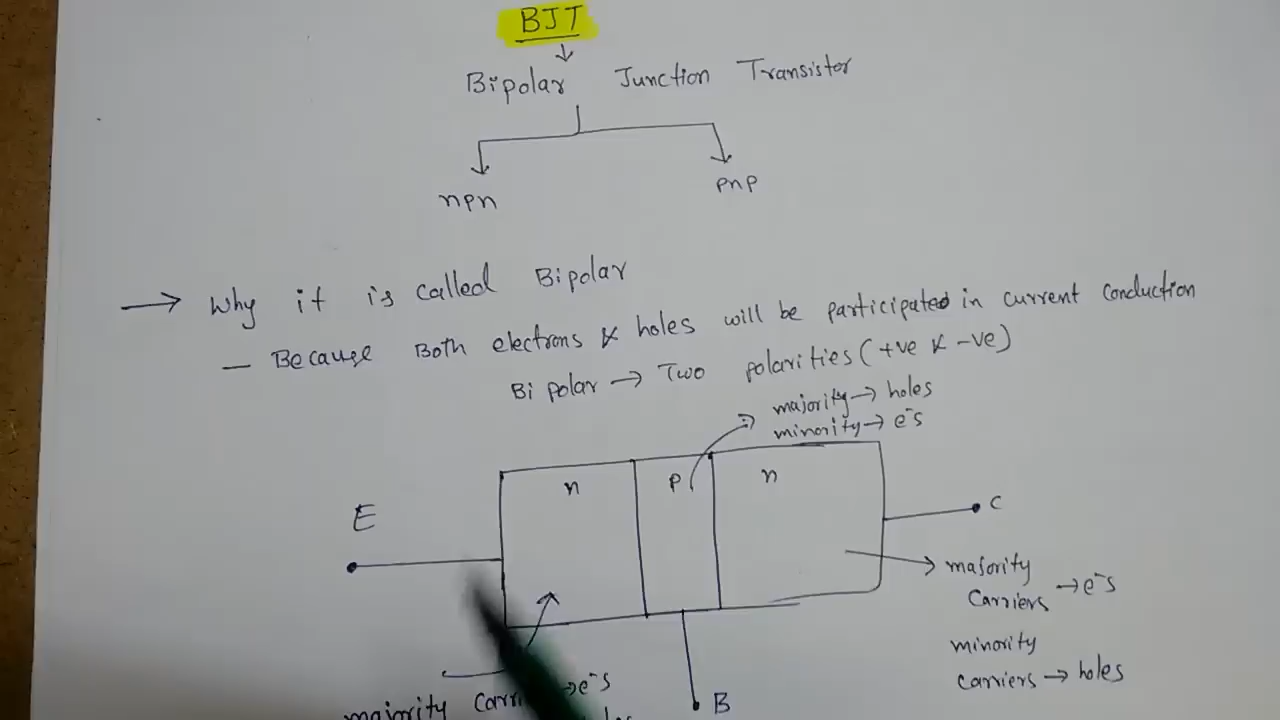 BJT
Bipolar Junction Transistor
npn
pnp
Why it is called Bipolar
- Because Both electrons & holes will be participated in current conduction
Bi polar → Two polarities (+ve & -ve)
majority → holes
minority → e⁻s
n
P
n
E
C
majority
carriers → e⁻s
minority
carriers → holes
majority → e⁻s
B